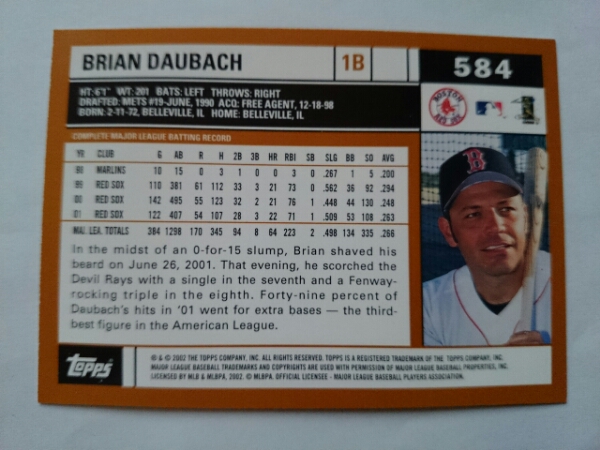 BRIAN DAUBACH 1B 584
HT: 6'1" WT: 201 BATS: LEFT THROWS: RIGHT
DRAFTED: METS #19-JUNE, 1990 ACQ: FREE AGENT, 12-18-98
BORN: 2-11-72, BELLEVILLE, IL HOME: BELLEVILLE, IL
BOSTON RED SOX
COMPLETE MAJOR LEAGUE BATTING RECORD
YR CLUB G AB R H 2B 3B HR RBI SB SLG BB SO AVG
98 MARLINS 10 15 0 3 1 0 0 3 0 .267 1 5 .200
99 RED SOX 110 381 61 112 33 3 21 73 0 .562 36 92 .294
00 RED SOX 142 495 55 123 32 2 21 76 1 .448 44 130 .248
01 RED SOX 122 407 54 107 28 3 22 71 1 .509 53 108 .263
MAJ. LEA. TOTALS 384 1298 170 345 94 8 64 223 2 .498 134 335 .266
In the midst of an 0-for-15 slump, Brian shaved his
beard on June 26, 2001. That evening, he scorched the
Devil Rays with a single in the seventh and a Fenway-
rocking triple in the eighth. Forty-nine percent of
Daubach's hits in '01 went for extra bases — the third-
best figure in the American League.
B
Topps
® & © 2002 THE TOPPS COMPANY, INC. ALL RIGHTS RESERVED. TOPPS IS A REGISTERED TRADEMARK OF THE TOPPS COMPANY, INC.
MAJOR LEAGUE BASEBALL TRADEMARKS AND COPYRIGHTS ARE USED WITH PERMISSION OF MAJOR LEAGUE BASEBALL PROPERTIES, INC.
LICENSED BY MLB & MLBPA, 2002. © MLBPA. OFFICIAL LICENSEE - MAJOR LEAGUE BASEBALL PLAYERS ASSOCIATION.